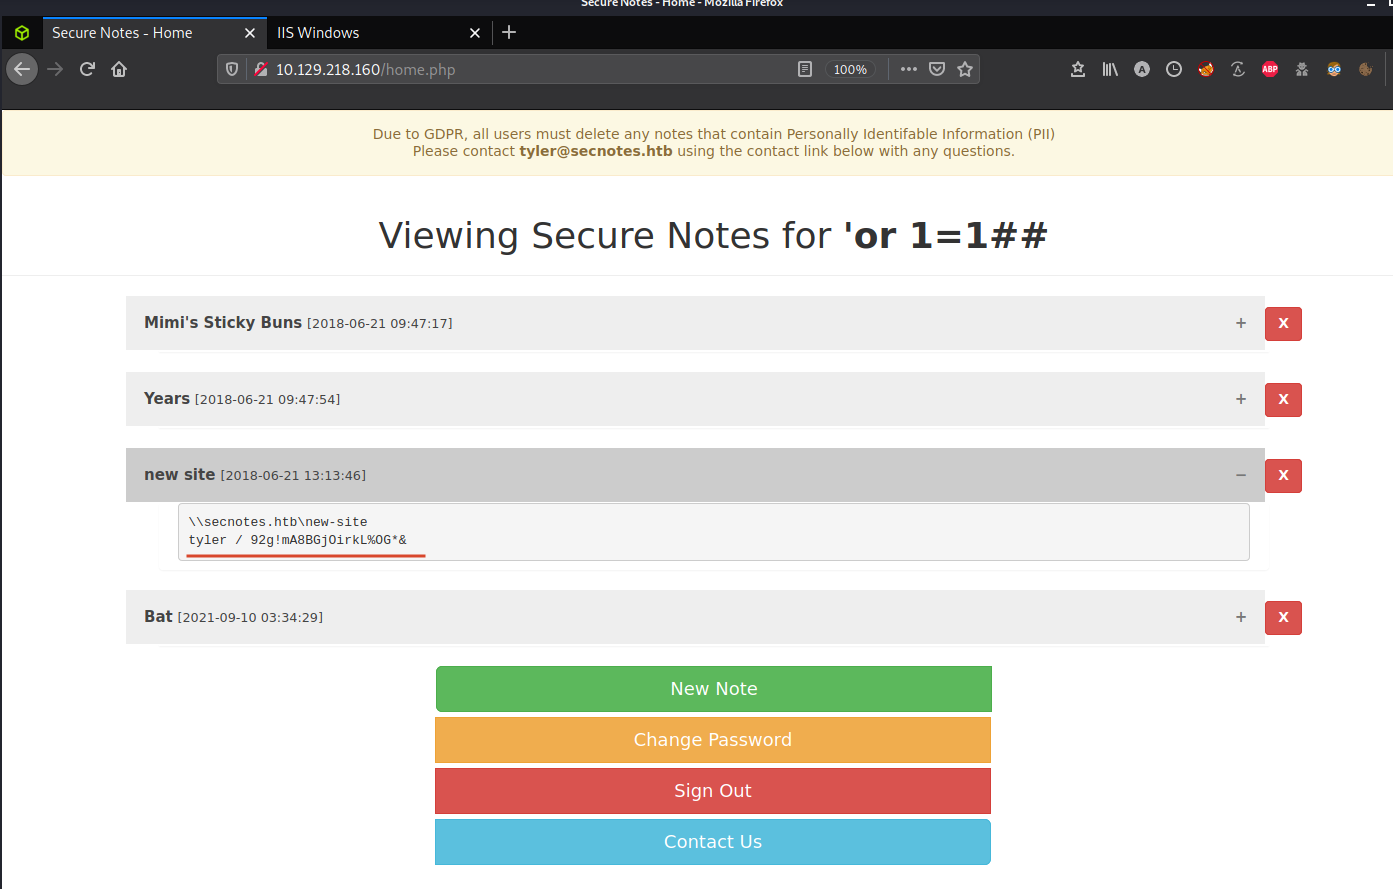 Secure Notes - Home - Mozilla Firefox
Secure Notes - Home
IIS Windows
10.129.218.160/home.php
100%
A
ABP
Due to GDPR, all users must delete any notes that contain Personally Identifable Information (PII)
Please contact tyler@secnotes.htb using the contact link below with any questions.
Viewing Secure Notes for 'or 1=1##
Mimi's Sticky Buns [2018-06-21 09:47:17] + X
Years [2018-06-21 09:47:54] + X
new site [2018-06-21 13:13:46] − X
\\secnotes.htb\new-site
tyler / 92g!mA8BGjOirkL%OG*&
Bat [2021-09-10 03:34:29] + X
New Note
Change Password
Sign Out
Contact Us